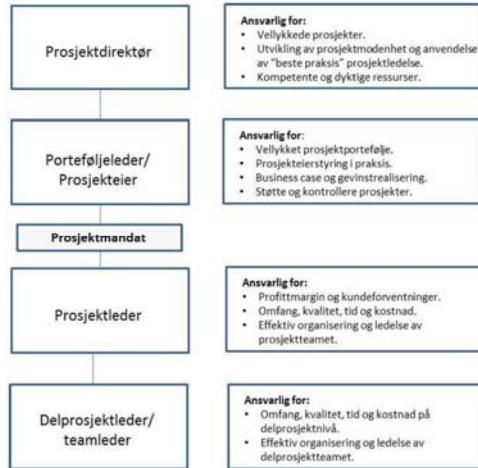 Prosjektdirektør
Ansvarlig for:
• Vellykkede prosjekter.
• Utvikling av prosjektmodenhet og anvendelse
av "beste praksis" prosjektledelse.
• Kompetente og dyktige ressurser.
Porteføljeleder/
Prosjekteier
Ansvarlig for:
• Vellykket prosjektportefølje.
• Prosjekteierstyring i praksis.
• Business case og gevinstrealisering.
• Støtte og kontrollere prosjekter.
Prosjektmandat
Prosjektleder
Ansvarlig for:
• Profittmargin og kundeforventninger.
• Omfang, kvalitet, tid og kostnad.
• Effektiv organisering og ledelse av
prosjektteamet.
Delprosjektleder/
teamleder
Ansvarlig for:
• Omfang, kvalitet, tid og kostnad på
delprosjektnivå.
• Effektiv organisering og ledelse av
delprosjektteamet.